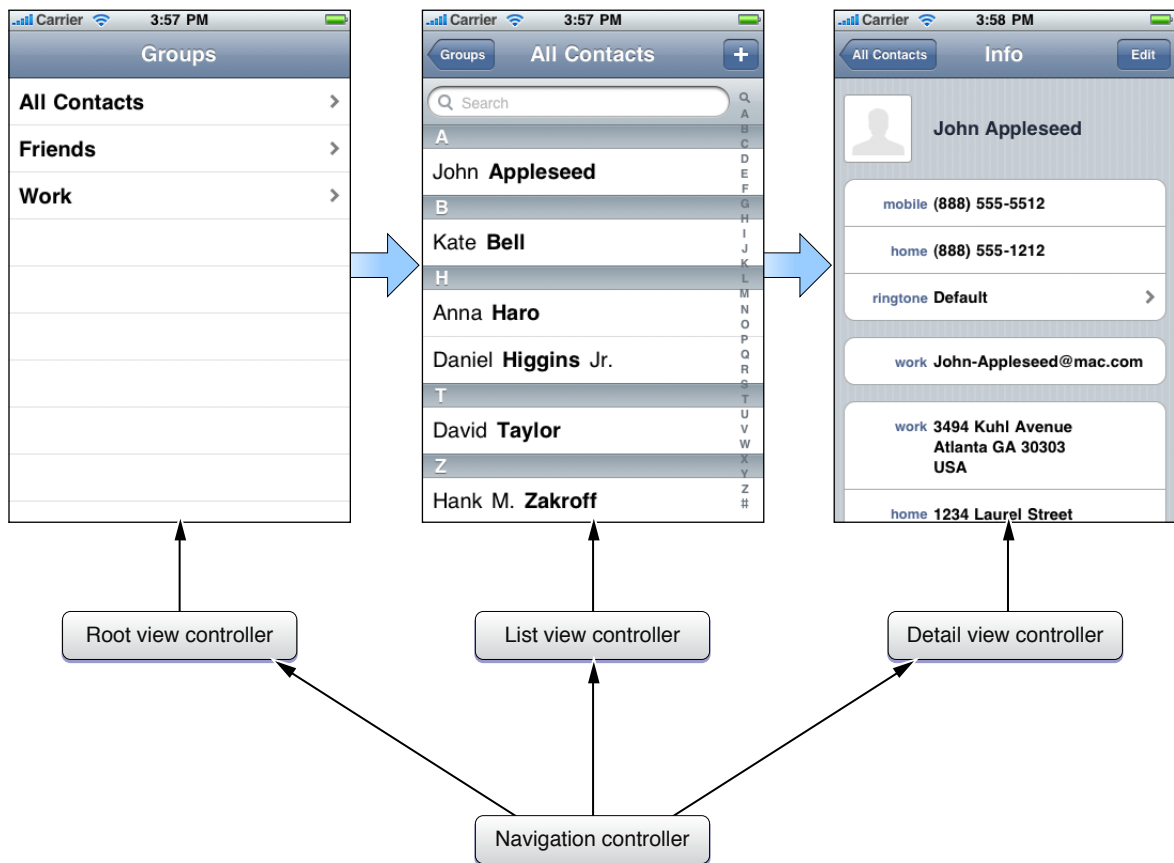 Carrier 3:57 PM
Groups
All Contacts
Friends
Work
Carrier 3:57 PM
Groups All Contacts +
Search
A
John Appleseed
B
Kate Bell
H
Anna Haro
Daniel Higgins Jr.
T
David Taylor
Z
Hank M. Zakroff
A
B
C
D
E
F
G
H
I
J
K
L
M
N
O
P
Q
R
S
T
U
V
W
X
Y
Z
#
Carrier 3:58 PM
All Contacts Info Edit
John Appleseed
mobile (888) 555-5512
home (888) 555-1212
ringtone Default
work John-Appleseed@mac.com
work 3494 Kuhl Avenue
Atlanta GA 30303
USA
home 1234 Laurel Street
Root view controller
List view controller
Detail view controller
Navigation controller